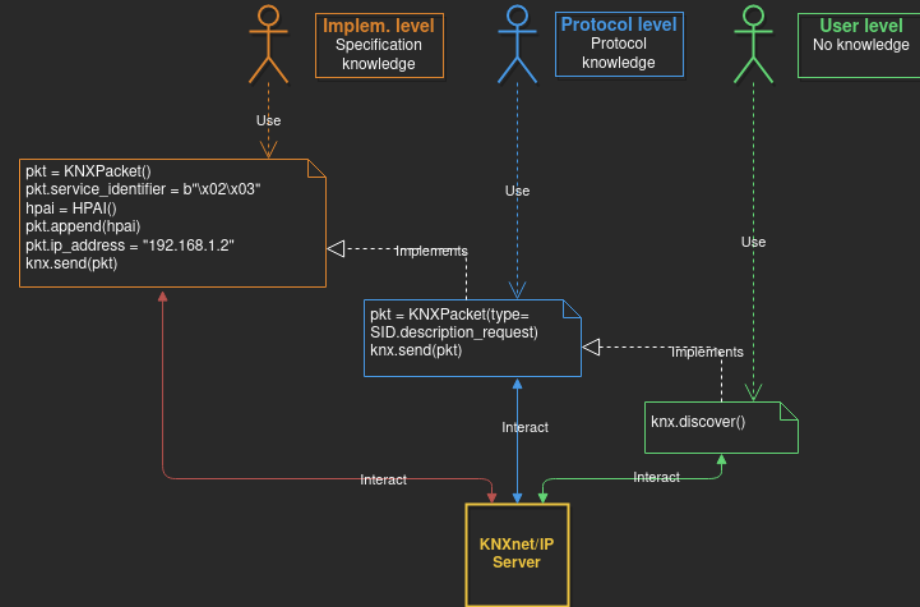 Implem. level
Specification
knowledge
Protocol level
Protocol
knowledge
User level
No knowledge
Use
pkt = KNXPacket()
pkt.service_identifier = b"\x02\x03"
hpai = HPAI()
pkt.append(hpai)
pkt.ip_address = "192.168.1.2"
knx.send(pkt)
Use
Use
Implements
pkt = KNXPacket(type=
SID.description_request)
knx.send(pkt)
Implements
knx.discover()
Interact
Interact
Interact
KNXnet/IP
Server